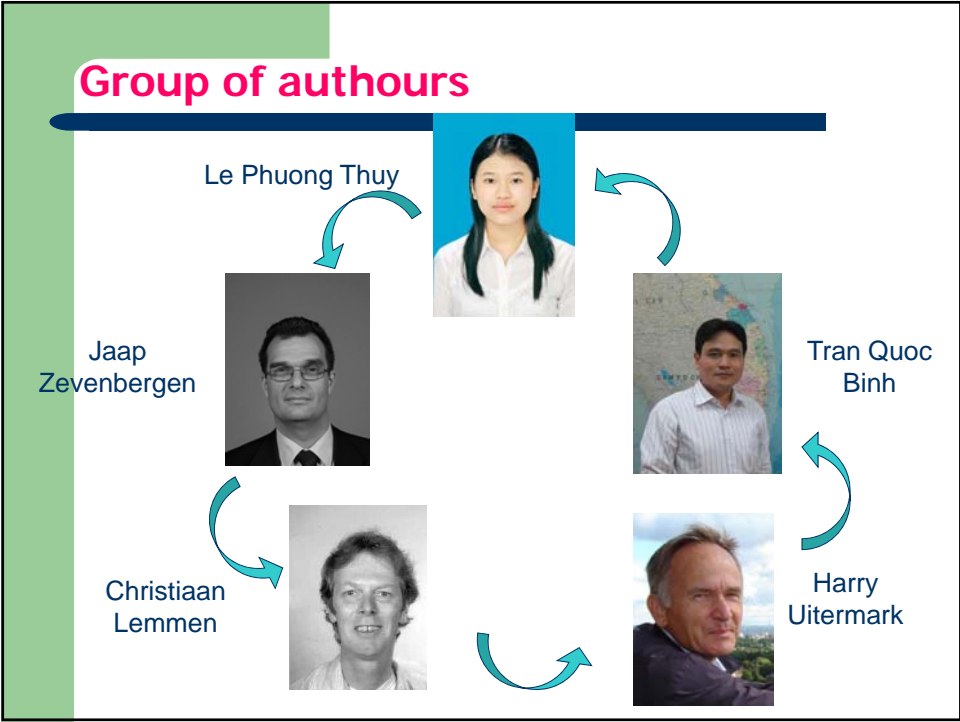 Group of authours
Le Phuong Thuy
Jaap
Zevenbergen
Tran Quoc
Binh
Christiaan
Lemmen
Harry
Uitermark